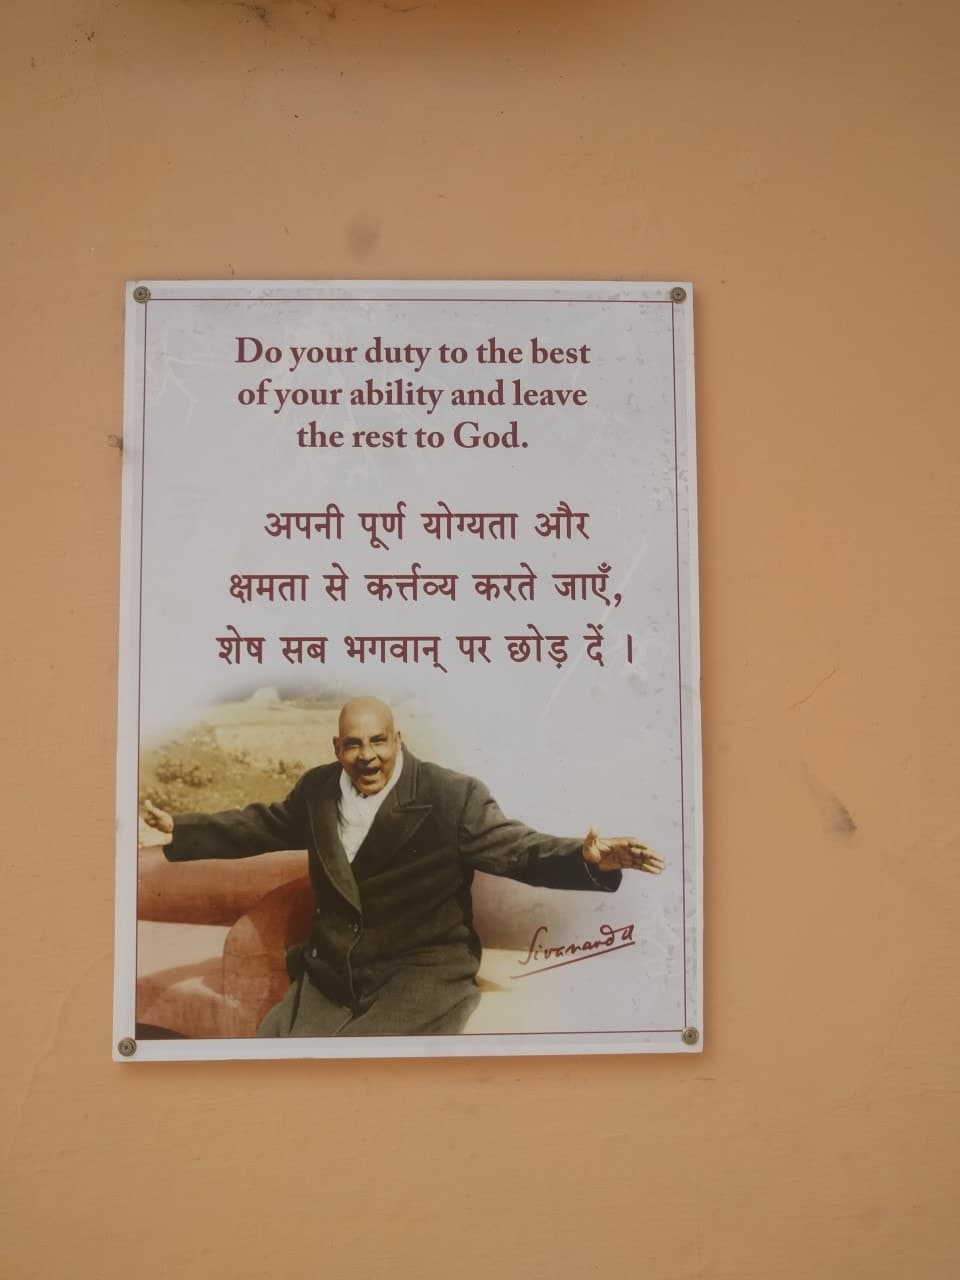 Do your duty to the best
of your ability and leave
the rest to God.
अपनी पूर्ण योग्यता और
क्षमता से कर्त्तव्य करते जाएँ,
शेष सब भगवान् पर छोड़ दें ।
Sivananda